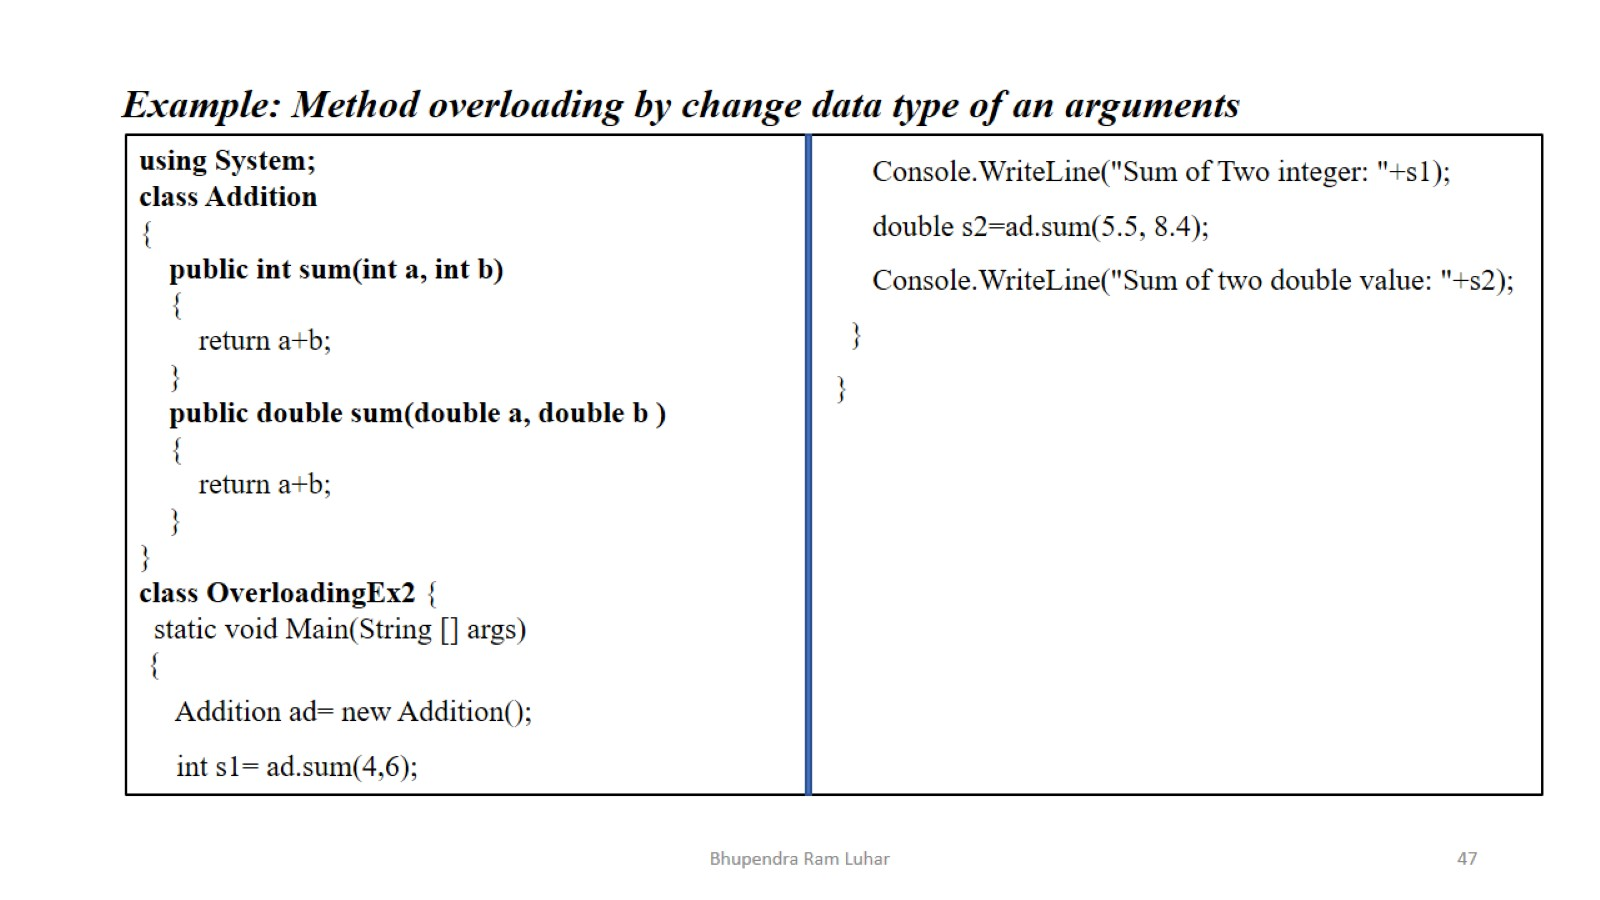 Example: Method overloading by change data type of an arguments
using System;
class Addition
{
public int sum(int a, int b)
{
return a+b;
}
public double sum(double a, double b )
{
return a+b;
}
}
class OverloadingEx2 {
static void Main(String [] args)
{
Addition ad= new Addition();
int s1= ad.sum(4,6);
Console.WriteLine("Sum of Two integer: "+s1);
double s2=ad.sum(5.5, 8.4);
Console.WriteLine("Sum of two double value: "+s2);
}
}
Bhupendra Ram Luhar
47